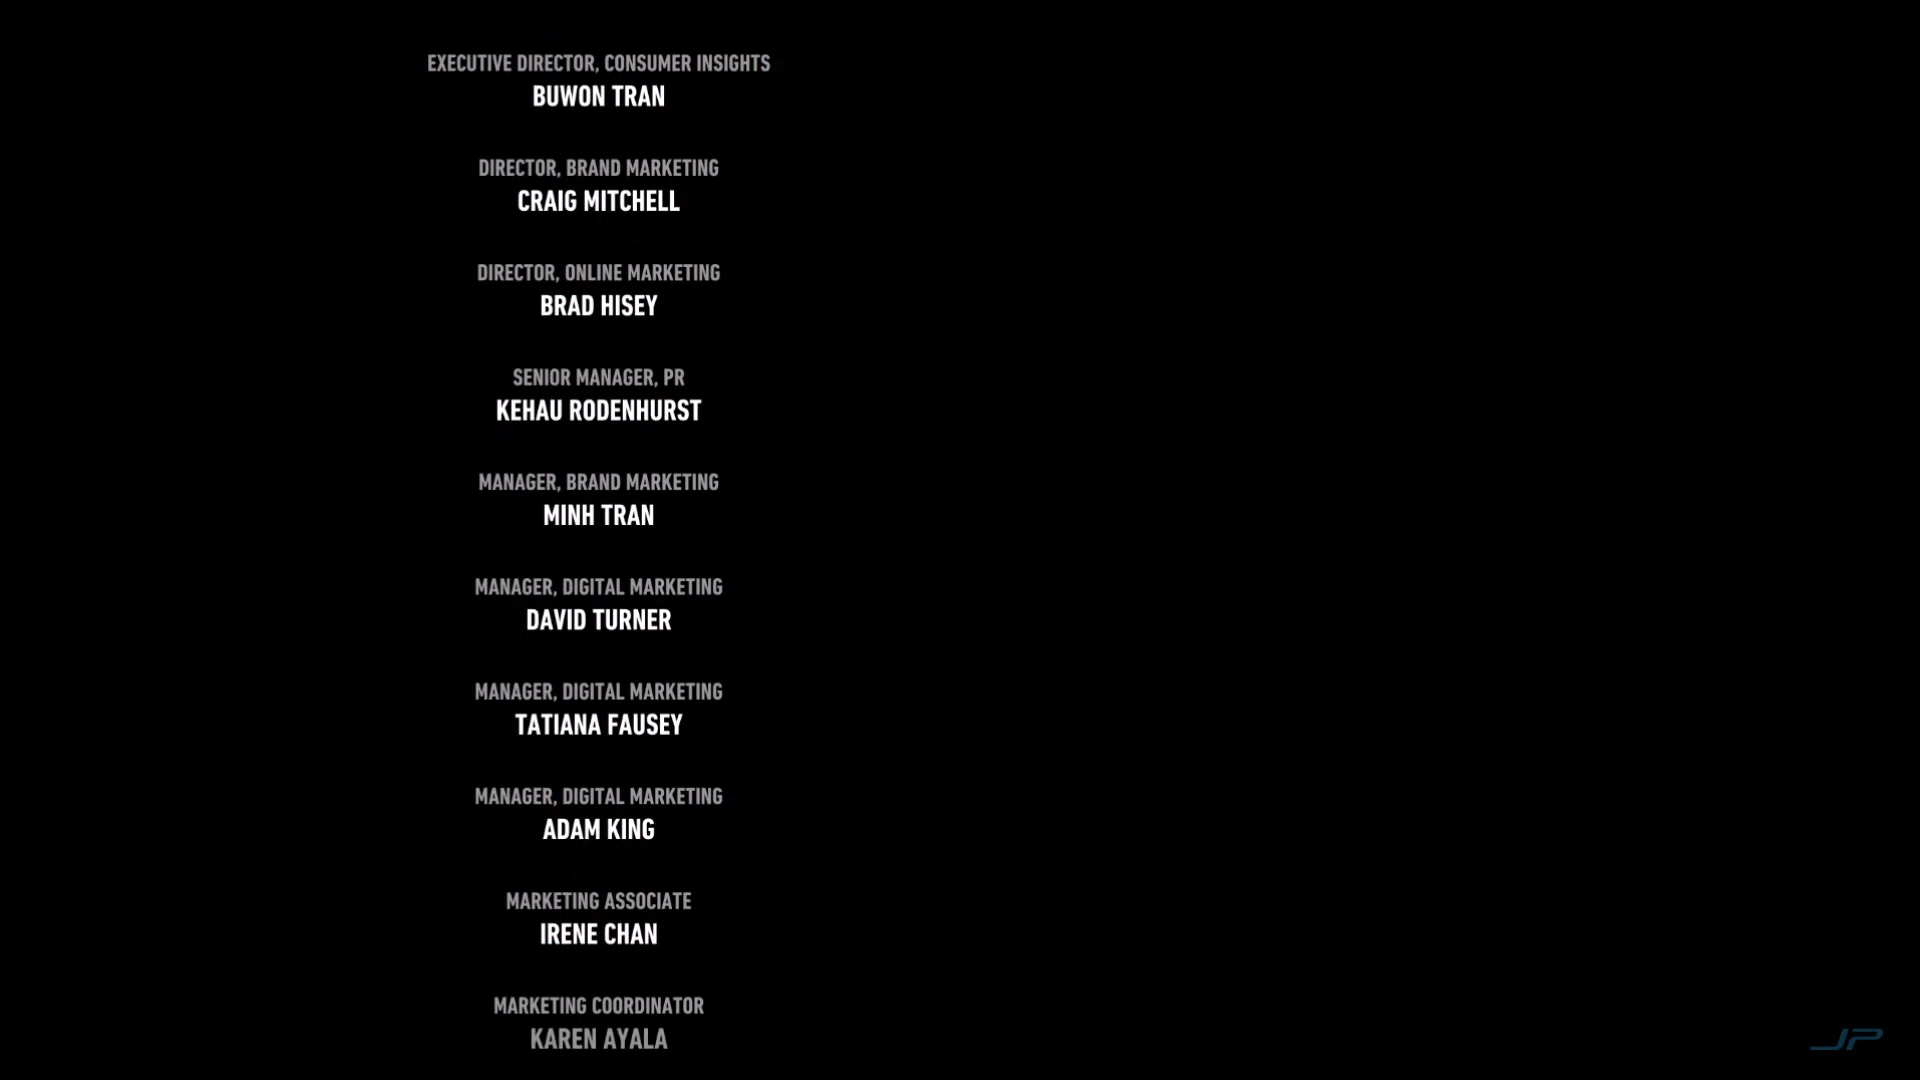 EXECUTIVE DIRECTOR, CONSUMER INSIGHTS
BUWON TRAN
DIRECTOR, BRAND MARKETING
CRAIG MITCHELL
DIRECTOR, ONLINE MARKETING
BRAD HISEY
SENIOR MANAGER, PR
KEHAU RODENHURST
MANAGER, BRAND MARKETING
MINH TRAN
MANAGER, DIGITAL MARKETING
DAVID TURNER
MANAGER, DIGITAL MARKETING
TATIANA FAUSEY
MANAGER, DIGITAL MARKETING
ADAM KING
MARKETING ASSOCIATE
IRENE CHAN
MARKETING COORDINATOR
KAREN AYALA
JP